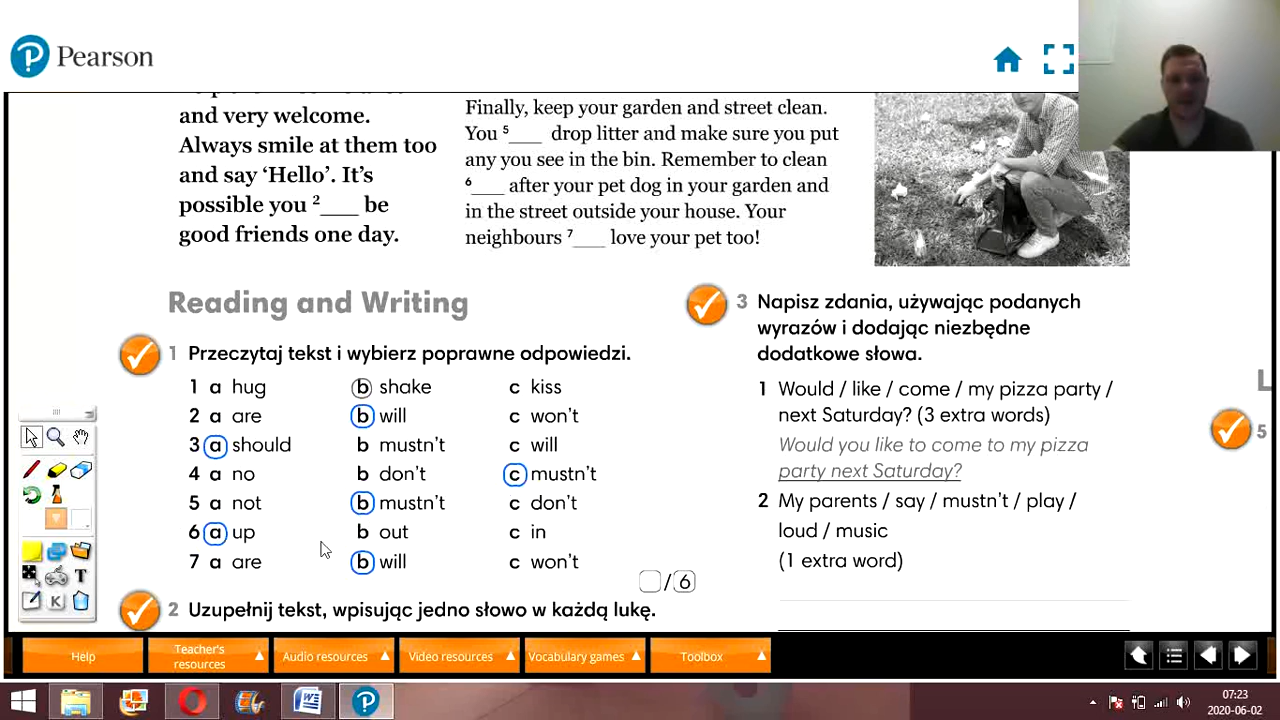 Pearson
and very welcome.
Always smile at them too
and say ‘Hello’. It’s
possible you ²___ be
good friends one day.
Finally, keep your garden and street clean.
You ⁵___ drop litter and make sure you put
any you see in the bin. Remember to clean
⁶___ after your pet dog in your garden and
in the street outside your house. Your
neighbours ⁷___ love your pet too!
Reading and Writing
1 Przeczytaj tekst i wybierz poprawne odpowiedzi.
1 a hug b shake c kiss
2 a are b will c won’t
3 a should b mustn’t c will
4 a no b don’t c mustn’t
5 a not b mustn’t c don’t
6 a up b out c in
7 a are b will c won’t
/ 6
2 Uzupełnij tekst, wpisując jedno słowo w każdą lukę.
3 Napisz zdania, używając podanych
wyrazów i dodając niezbędne
dodatkowe słowa.
1 Would / like / come / my pizza party /
next Saturday? (3 extra words)
Would you like to come to my pizza
party next Saturday?
2 My parents / say / mustn’t / play /
loud / music
(1 extra word)
5
Help
Teacher's
resources
Audio resources
Video resources
Vocabulary games
Toolbox
07:23
2020-06-02